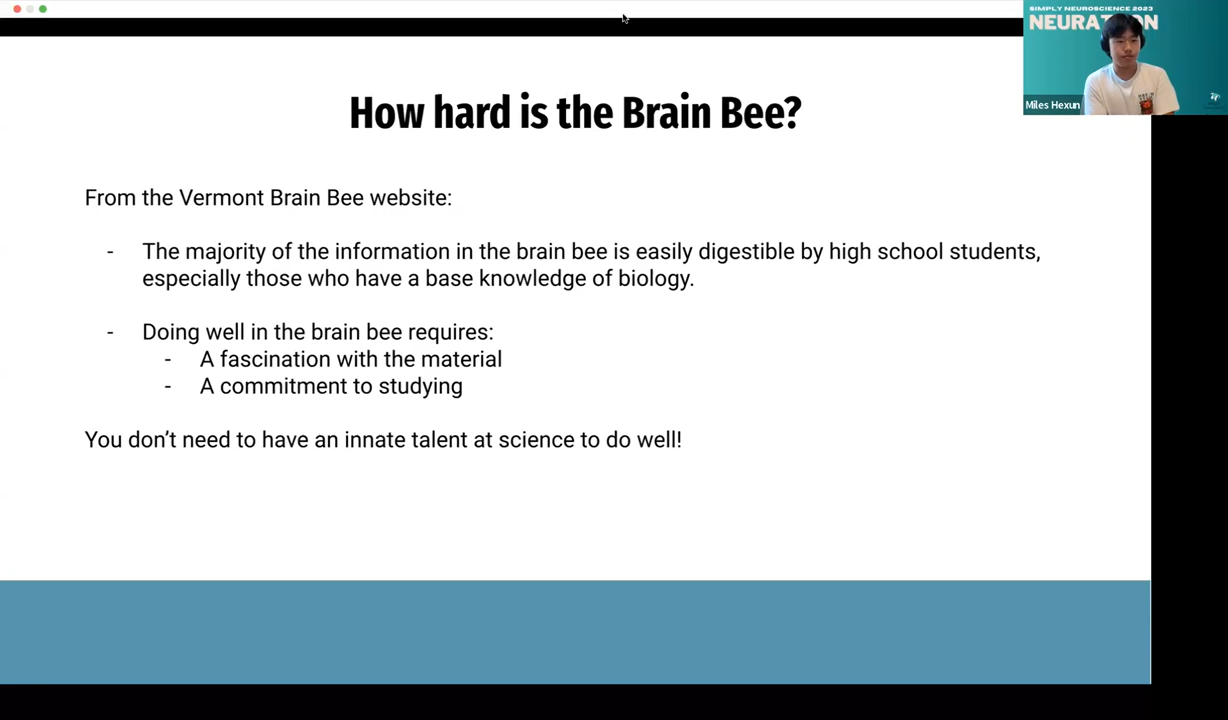 SIMPLY NEUROSCIENCE 2023
How hard is the Brain Bee?
Miles Hexun
From the Vermont Brain Bee website:
- The majority of the information in the brain bee is easily digestible by high school students,
especially those who have a base knowledge of biology.
- Doing well in the brain bee requires:
- A fascination with the material
- A commitment to studying
You don’t need to have an innate talent at science to do well!